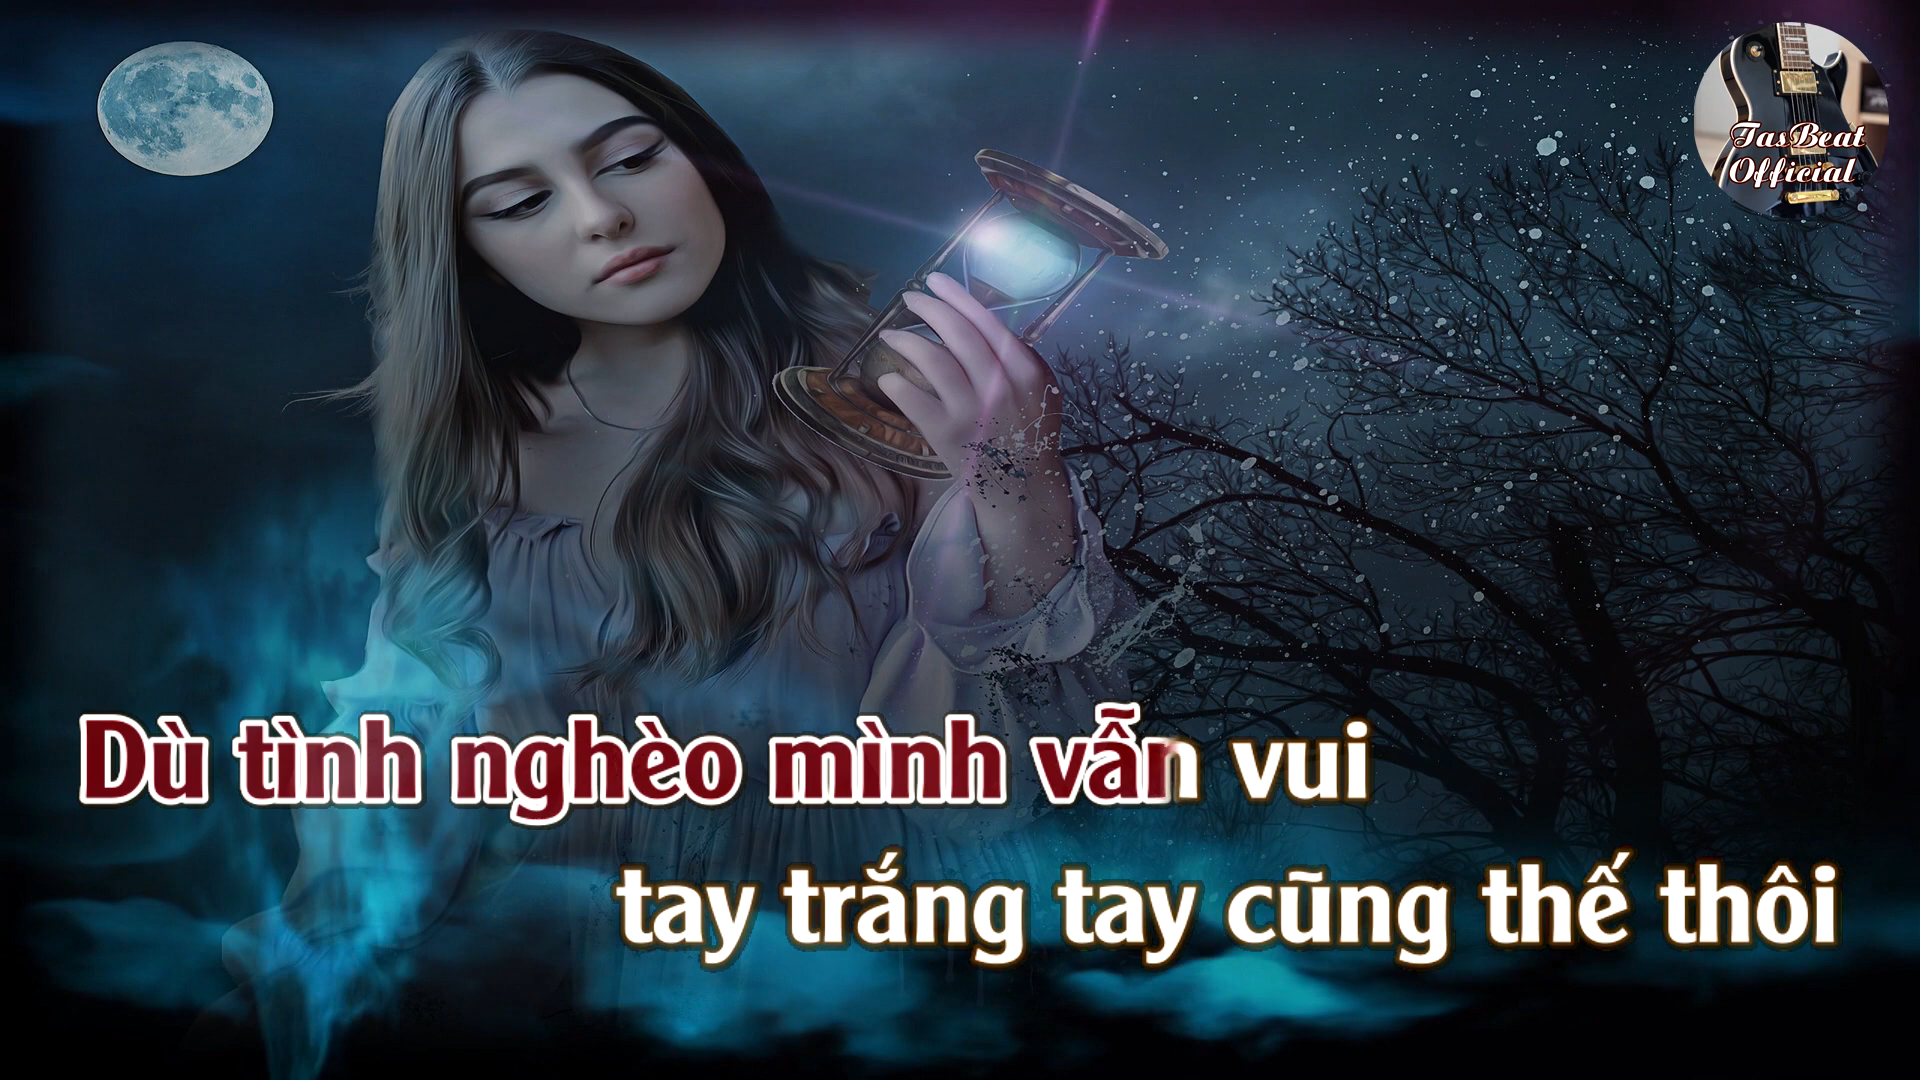 TasBeat
Official
Dù tình nghèo mình vẫn vui
tay trắng tay cũng thế thôi